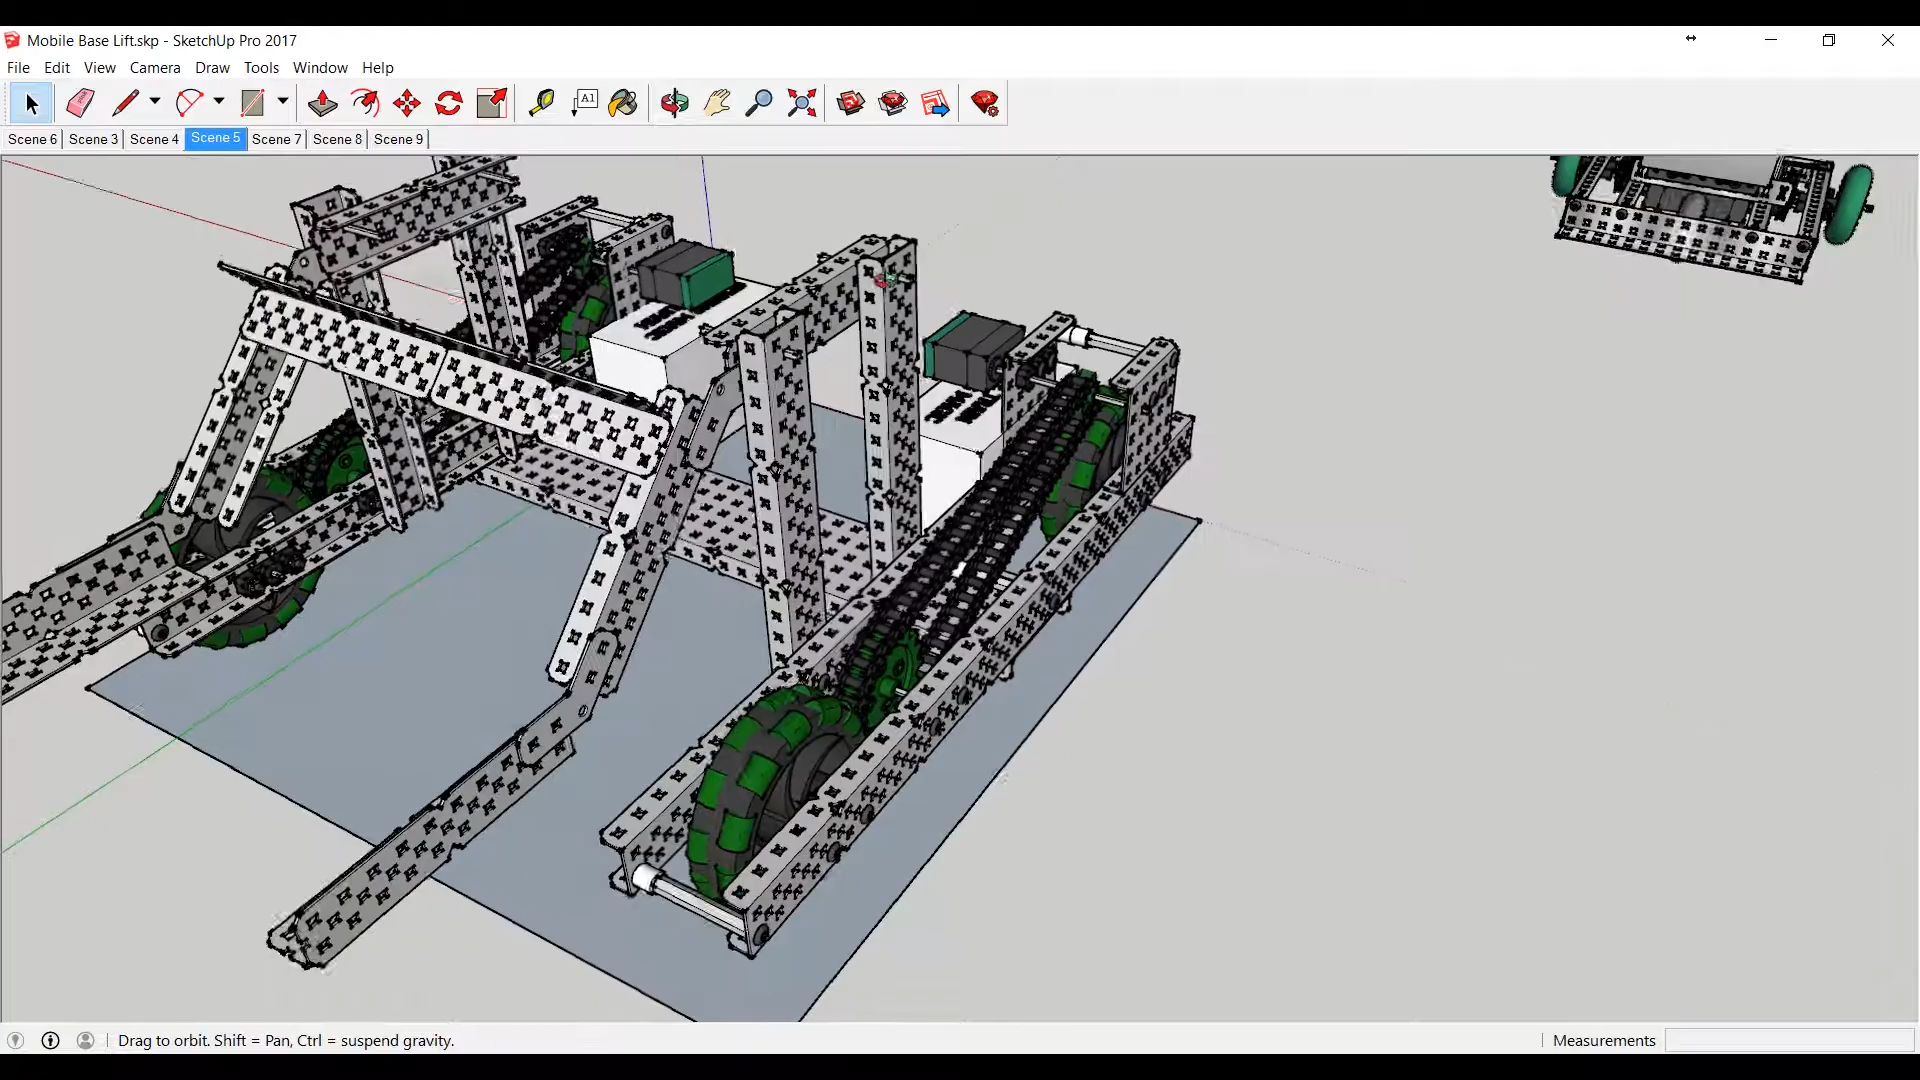 Mobile Base Lift.skp - SketchUp Pro 2017
File Edit View Camera Draw Tools Window Help
A1
Scene 6 Scene 3 Scene 4 Scene 5 Scene 7 Scene 8 Scene 9
Drag to orbit. Shift = Pan, Ctrl = suspend gravity.
Measurements